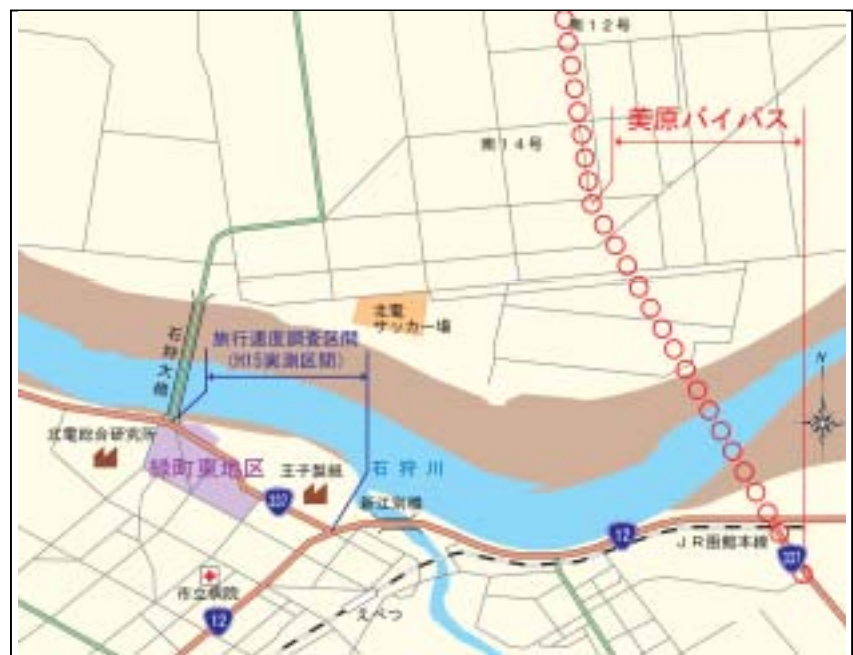 南12号
美原バイパス
南14号
北電
サッカー場
石狩大橋
旅行速度調査区間
(H15実測区間)
N
北電総合研究所
緑町東地区
王子製紙
石狩川
337
新江別橋
12
JR函館本線
337
市立病院
12
えべつ